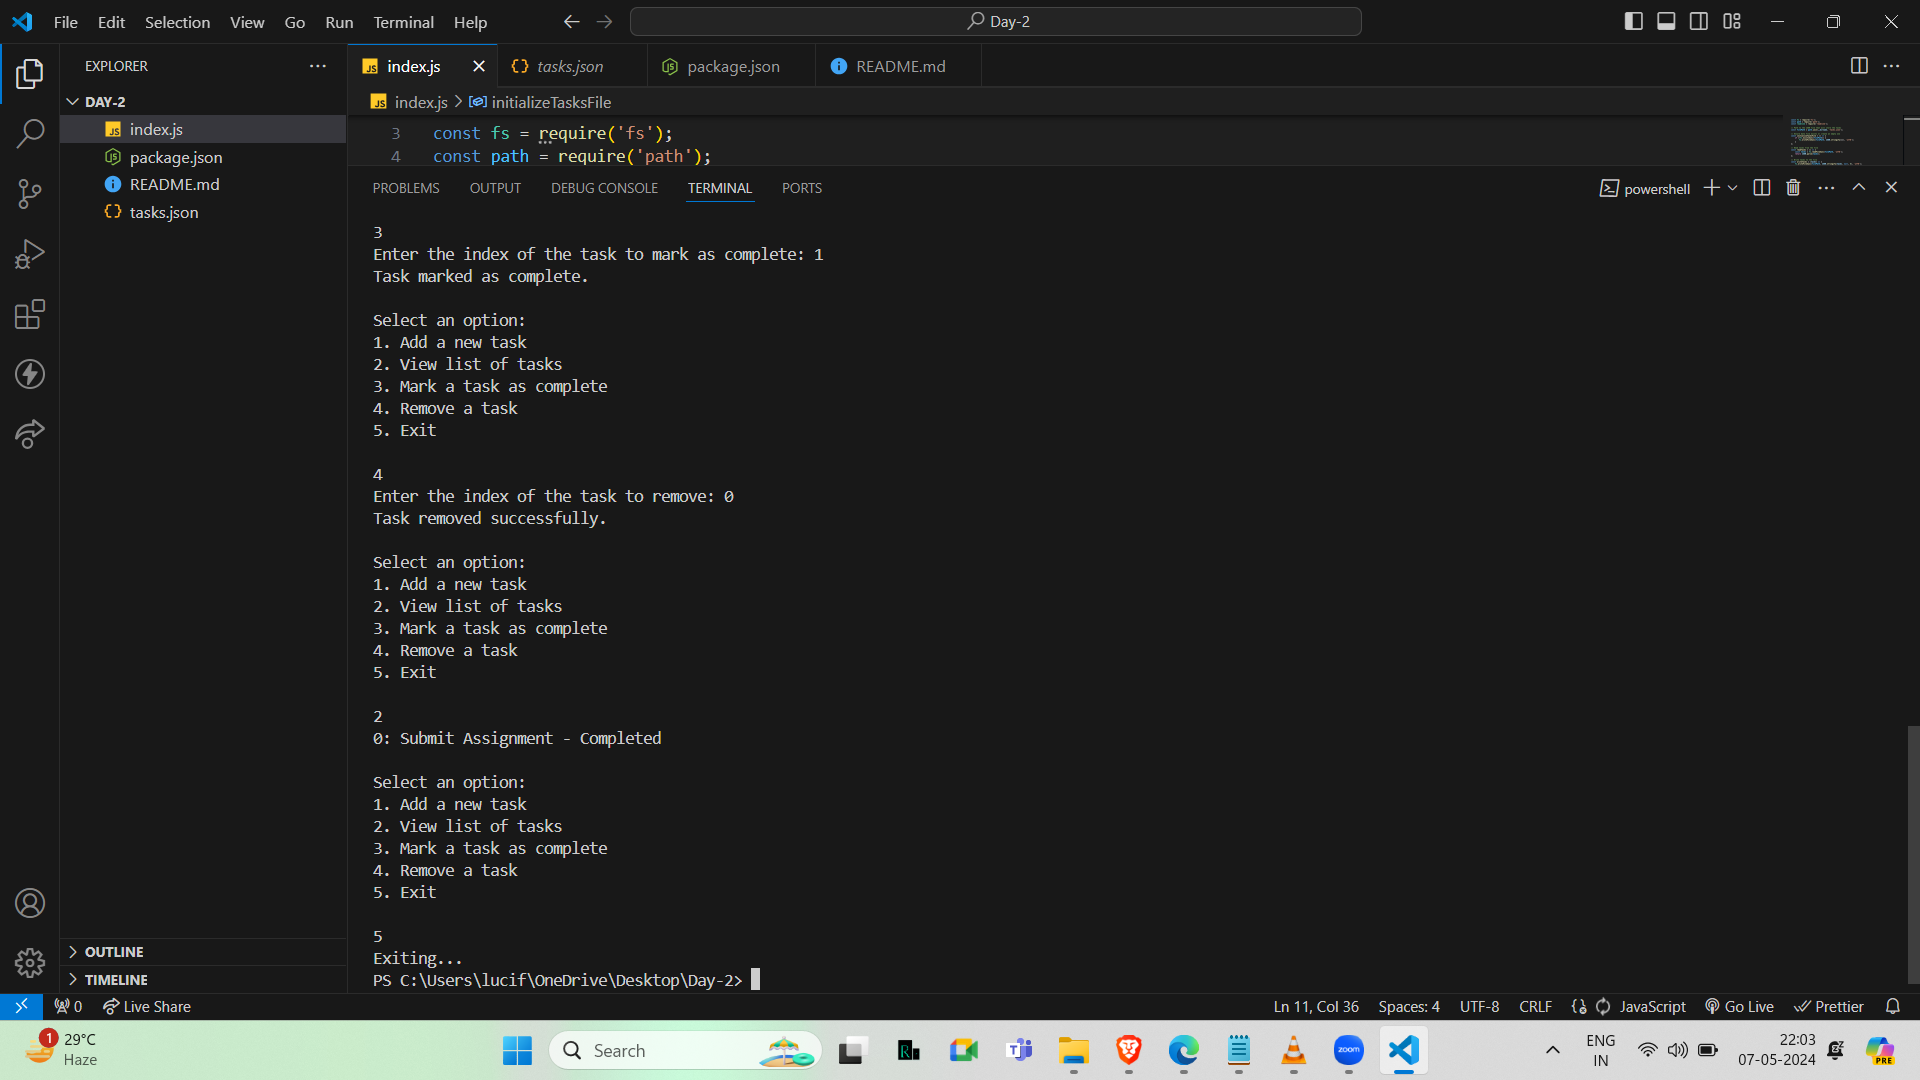 File Edit Selection View Go Run Terminal Help
Day-2
EXPLORER
DAY-2
index.js
package.json
README.md
tasks.json
OUTLINE
TIMELINE
index.js tasks.json package.json README.md
index.js > initializeTasksFile
3 const fs = require('fs');
4 const path = require('path');
PROBLEMS OUTPUT DEBUG CONSOLE TERMINAL PORTS
powershell
3
Enter the index of the task to mark as complete: 1
Task marked as complete.
Select an option:
1. Add a new task
2. View list of tasks
3. Mark a task as complete
4. Remove a task
5. Exit
4
Enter the index of the task to remove: 0
Task removed successfully.
Select an option:
1. Add a new task
2. View list of tasks
3. Mark a task as complete
4. Remove a task
5. Exit
2
0: Submit Assignment - Completed
Select an option:
1. Add a new task
2. View list of tasks
3. Mark a task as complete
4. Remove a task
5. Exit
5
Exiting...
PS C:\Users\lucif\OneDrive\Desktop\Day-2>
0 Live Share Ln 11, Col 36 Spaces: 4 UTF-8 CRLF JavaScript Go Live Prettier
1 29°C
Haze
Search
zoom
ENG
IN
22:03
07-05-2024
PRE